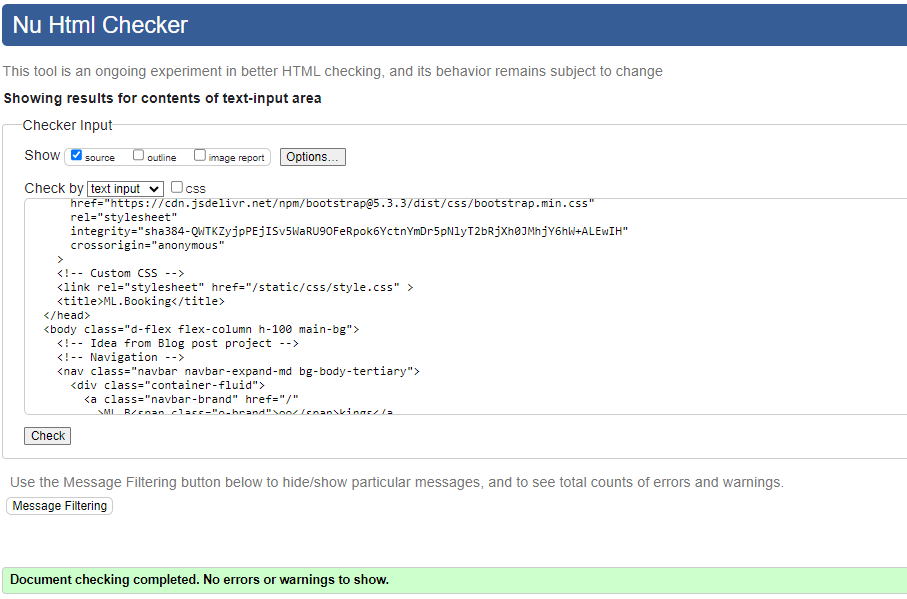 Nu Html Checker
This tool is an ongoing experiment in better HTML checking, and its behavior remains subject to change
Showing results for contents of text-input area
Checker Input
Show source outline image report Options...
Check by text input css
href="https://cdn.jsdelivr.net/npm/bootstrap@5.3.3/dist/css/bootstrap.min.css"
rel="stylesheet"
integrity="sha384-QWTKZyjpPEjISv5WaRU9OFeRpok6YctnYmDr5pNlyT2bRjXh0JMhjY6hW+ALEwIH"
crossorigin="anonymous"
>
<!-- Custom CSS -->
<link rel="stylesheet" href="/static/css/style.css" >
<title>ML.Booking</title>
</head>
<body class="d-flex flex-column h-100 main-bg">
<!-- Idea from Blog post project -->
<!-- Navigation -->
<nav class="navbar navbar-expand-md bg-body-tertiary">
<div class="container-fluid">
<a class="navbar-brand" href="/"
>ML.B<span class="o-brand">oo</span>kings</a
Check
Use the Message Filtering button below to hide/show particular messages, and to see total counts of errors and warnings.
Message Filtering
Document checking completed. No errors or warnings to show.